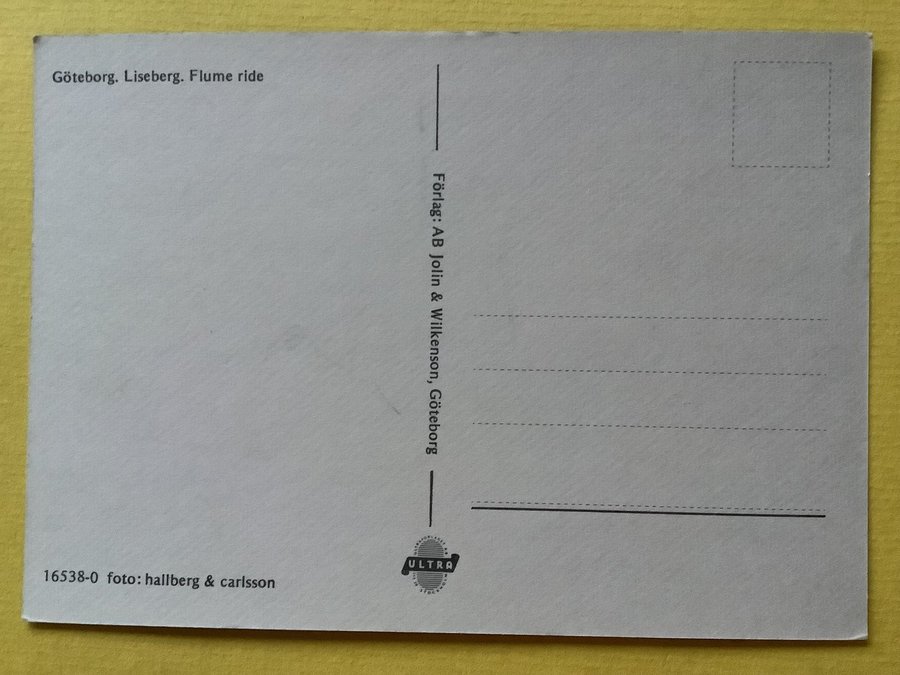 Göteborg. Liseberg. Flume ride
Förlag: AB Jolin & Wilkenson, Göteborg
ULTRA
16538-0 foto: hallberg & carlsson